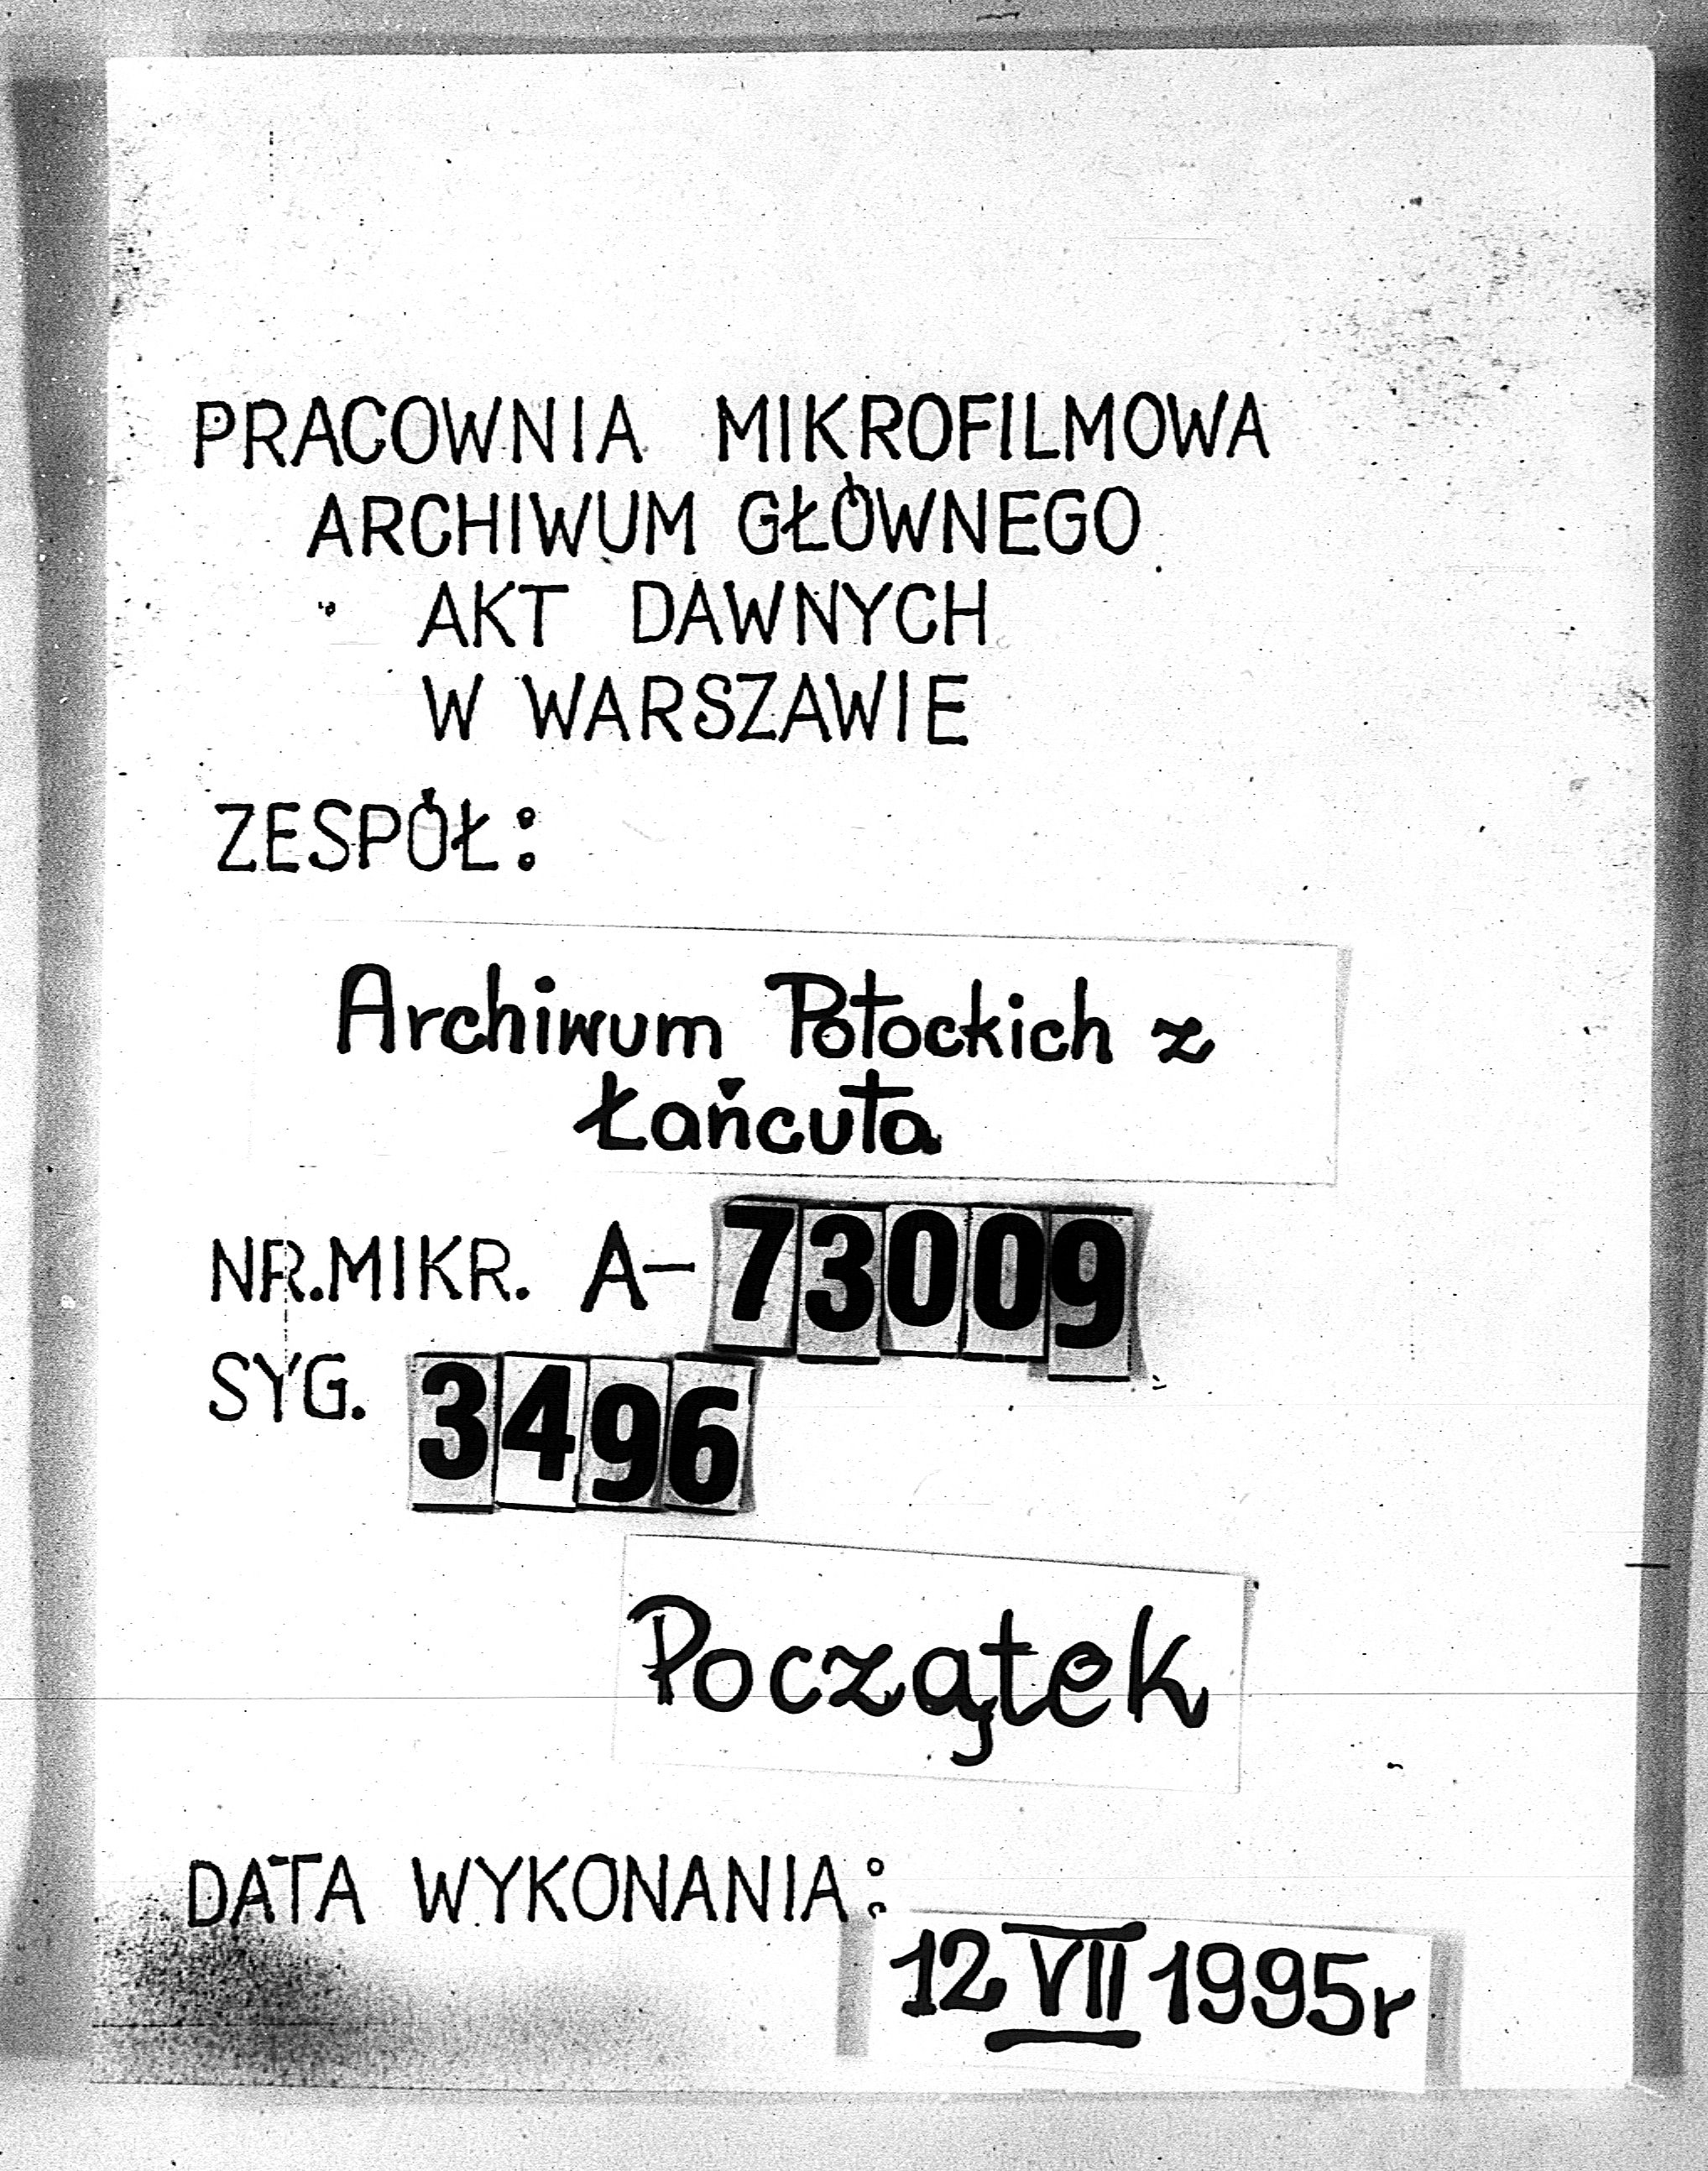 PRACOWNIA MIKROFILMOWA
ARCHIWUM GŁÓWNEGO
AKT DAWNYCH
W WARSZAWIE
ZESPÓŁ:
Archiwum Potockich z
Łańcuta
NR.MIKR. A-73009
SYG. 3496
Początek
DATA WYKONANIA:
12 VII 1995r